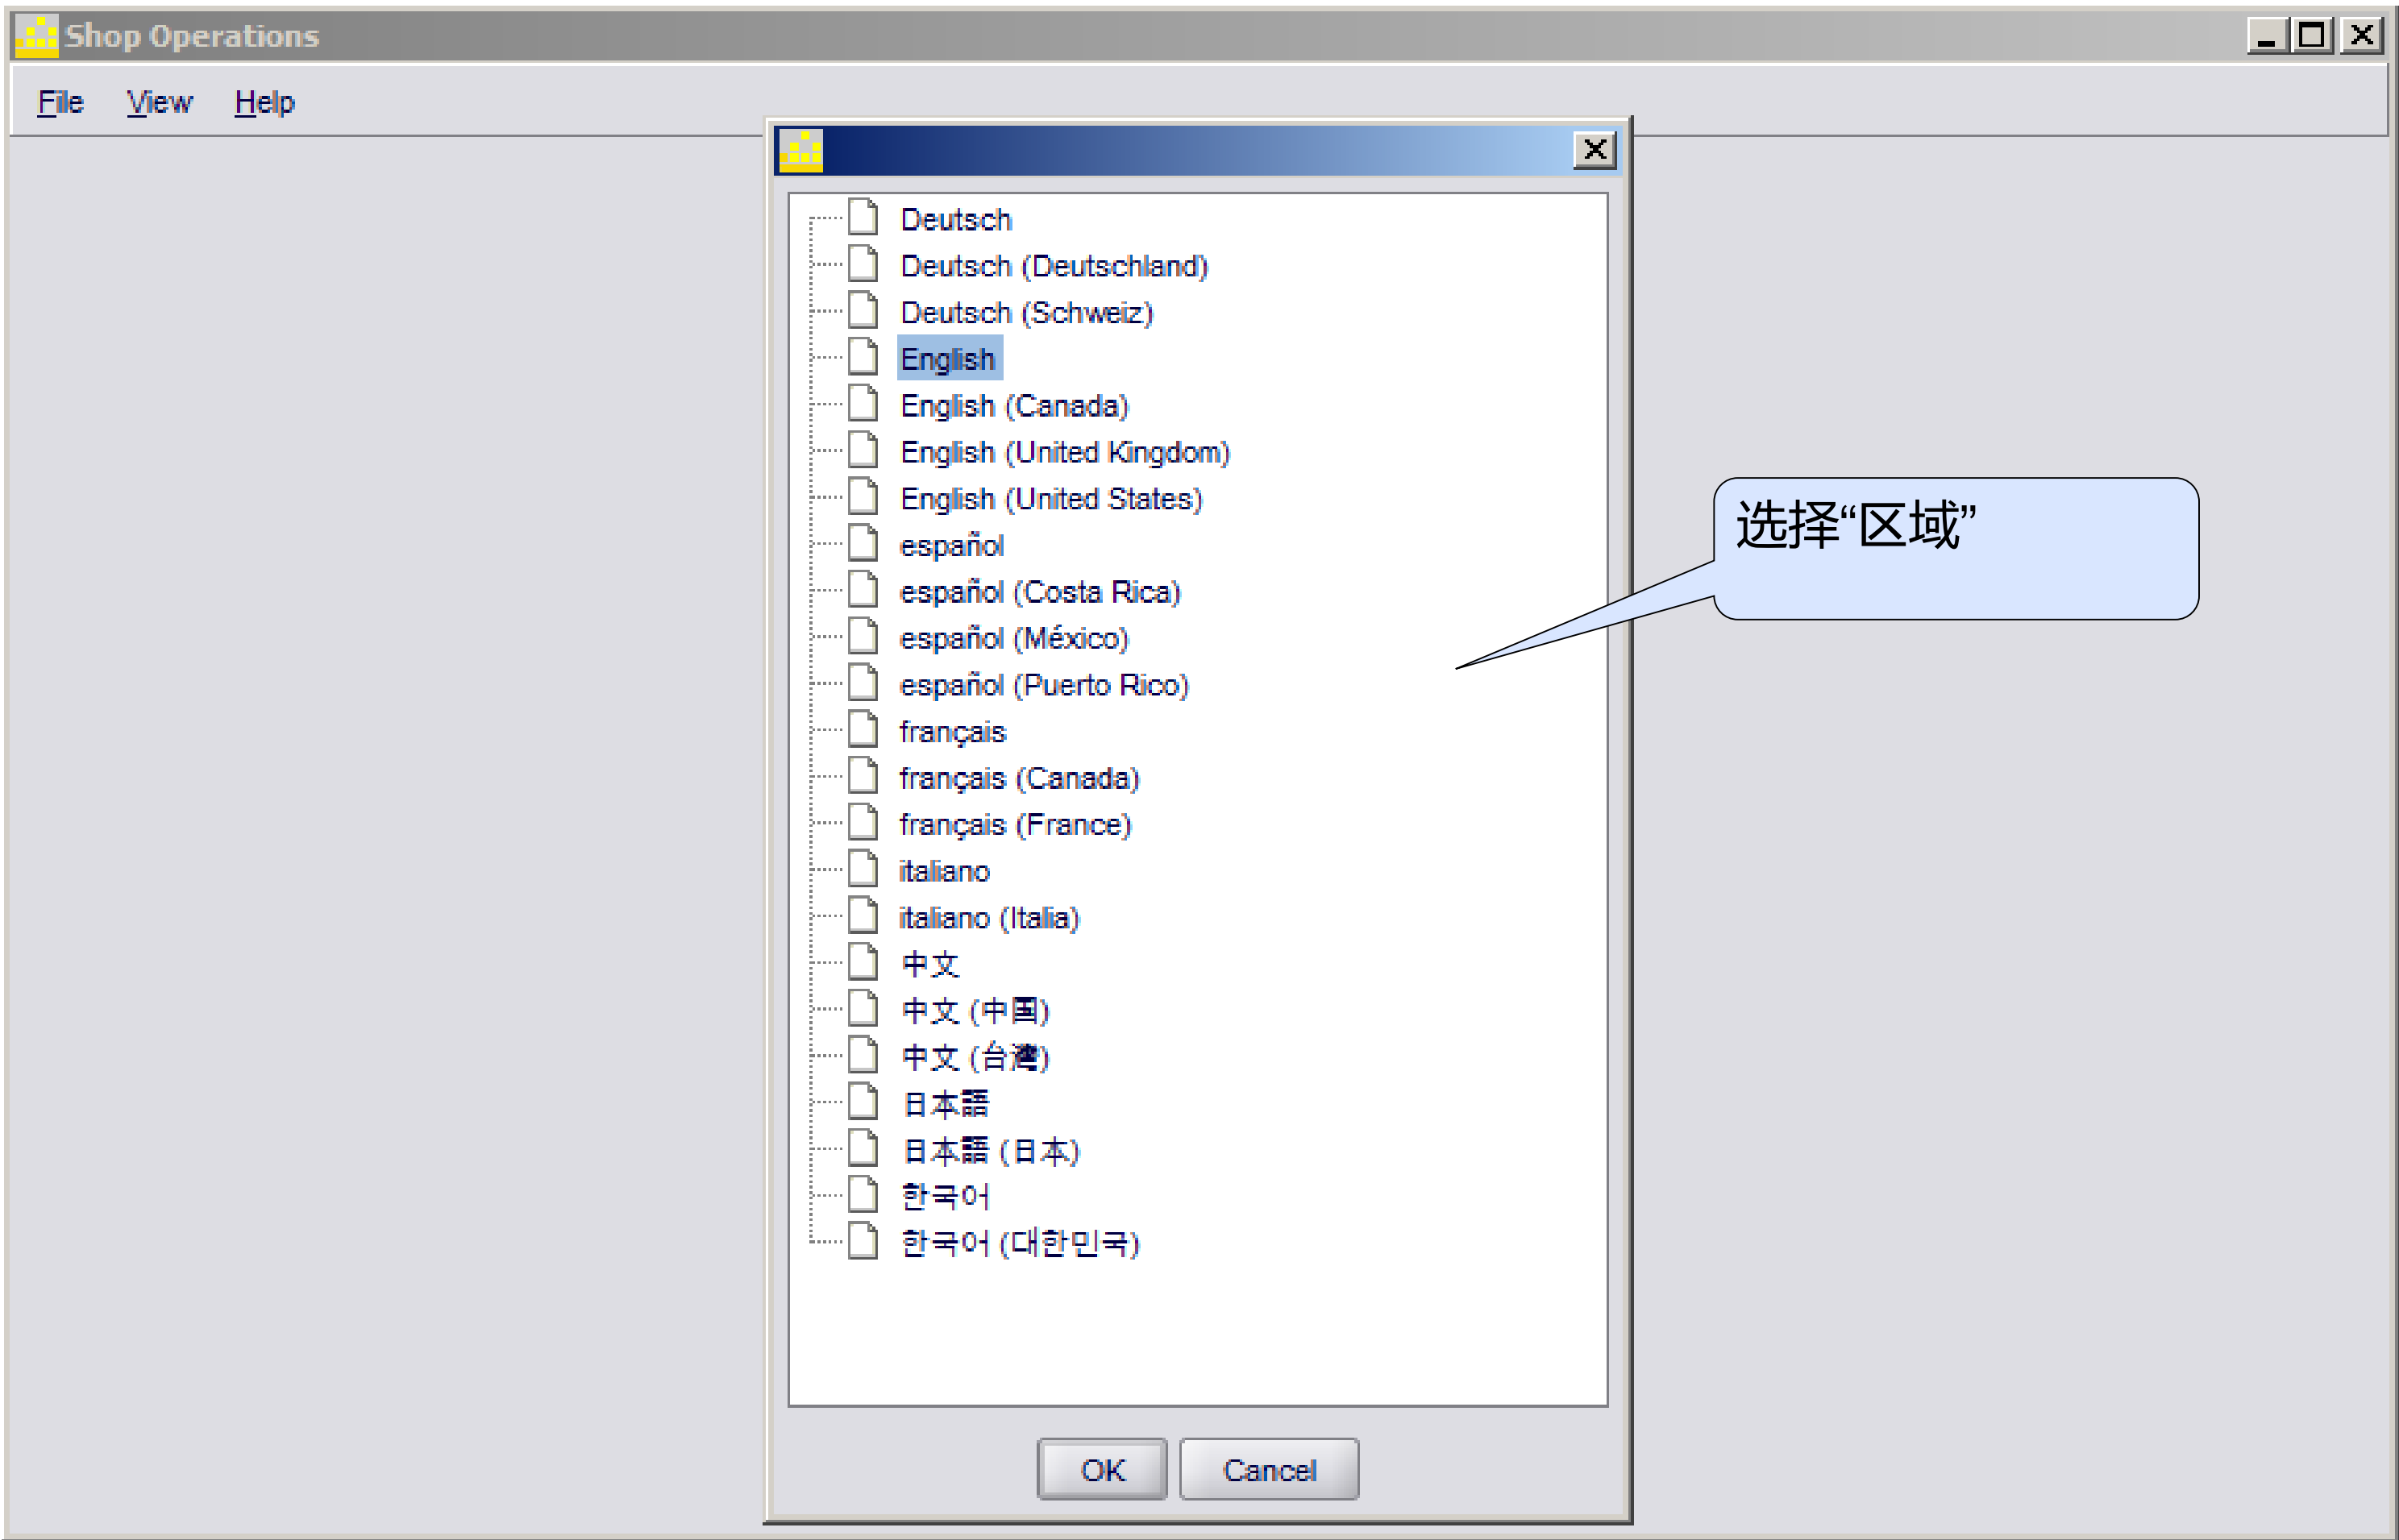 Shop Operations
File View Help
Deutsch
Deutsch (Deutschland)
Deutsch (Schweiz)
English
English (Canada)
English (United Kingdom)
English (United States)
español
español (Costa Rica)
español (México)
español (Puerto Rico)
français
français (Canada)
français (France)
italiano
italiano (Italia)
中文
中文 (中国)
中文 (台灣)
日本語
日本語 (日本)
한국어
한국어 (대한민국)
选择“区域”
OK Cancel